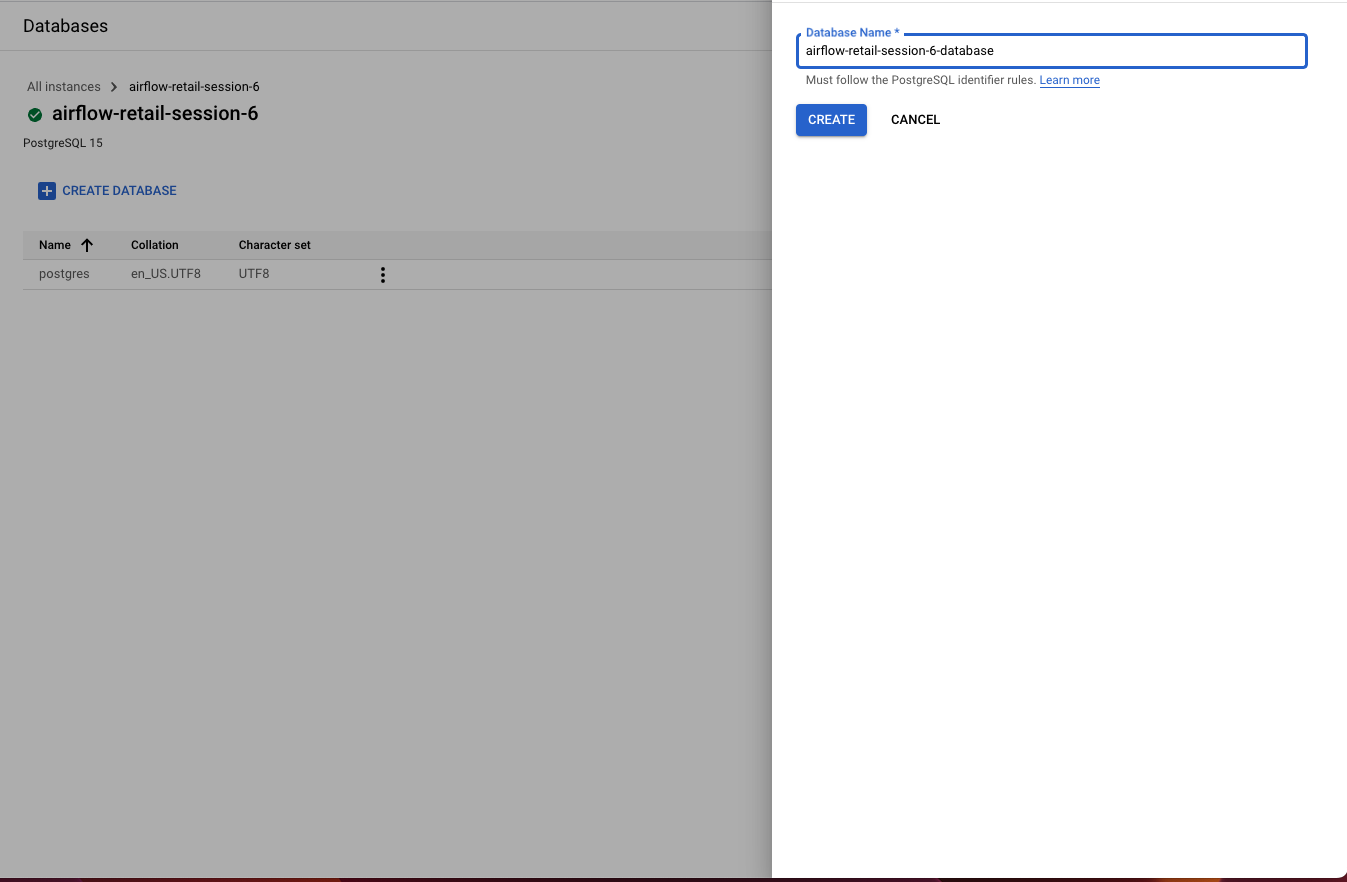 Databases
All instances > airflow-retail-session-6
airflow-retail-session-6
PostgreSQL 15
CREATE DATABASE
Name Collation Character set
postgres en_US.UTF8 UTF8
Database Name *
airflow-retail-session-6-database
Must follow the PostgreSQL identifier rules. Learn more
CREATE CANCEL